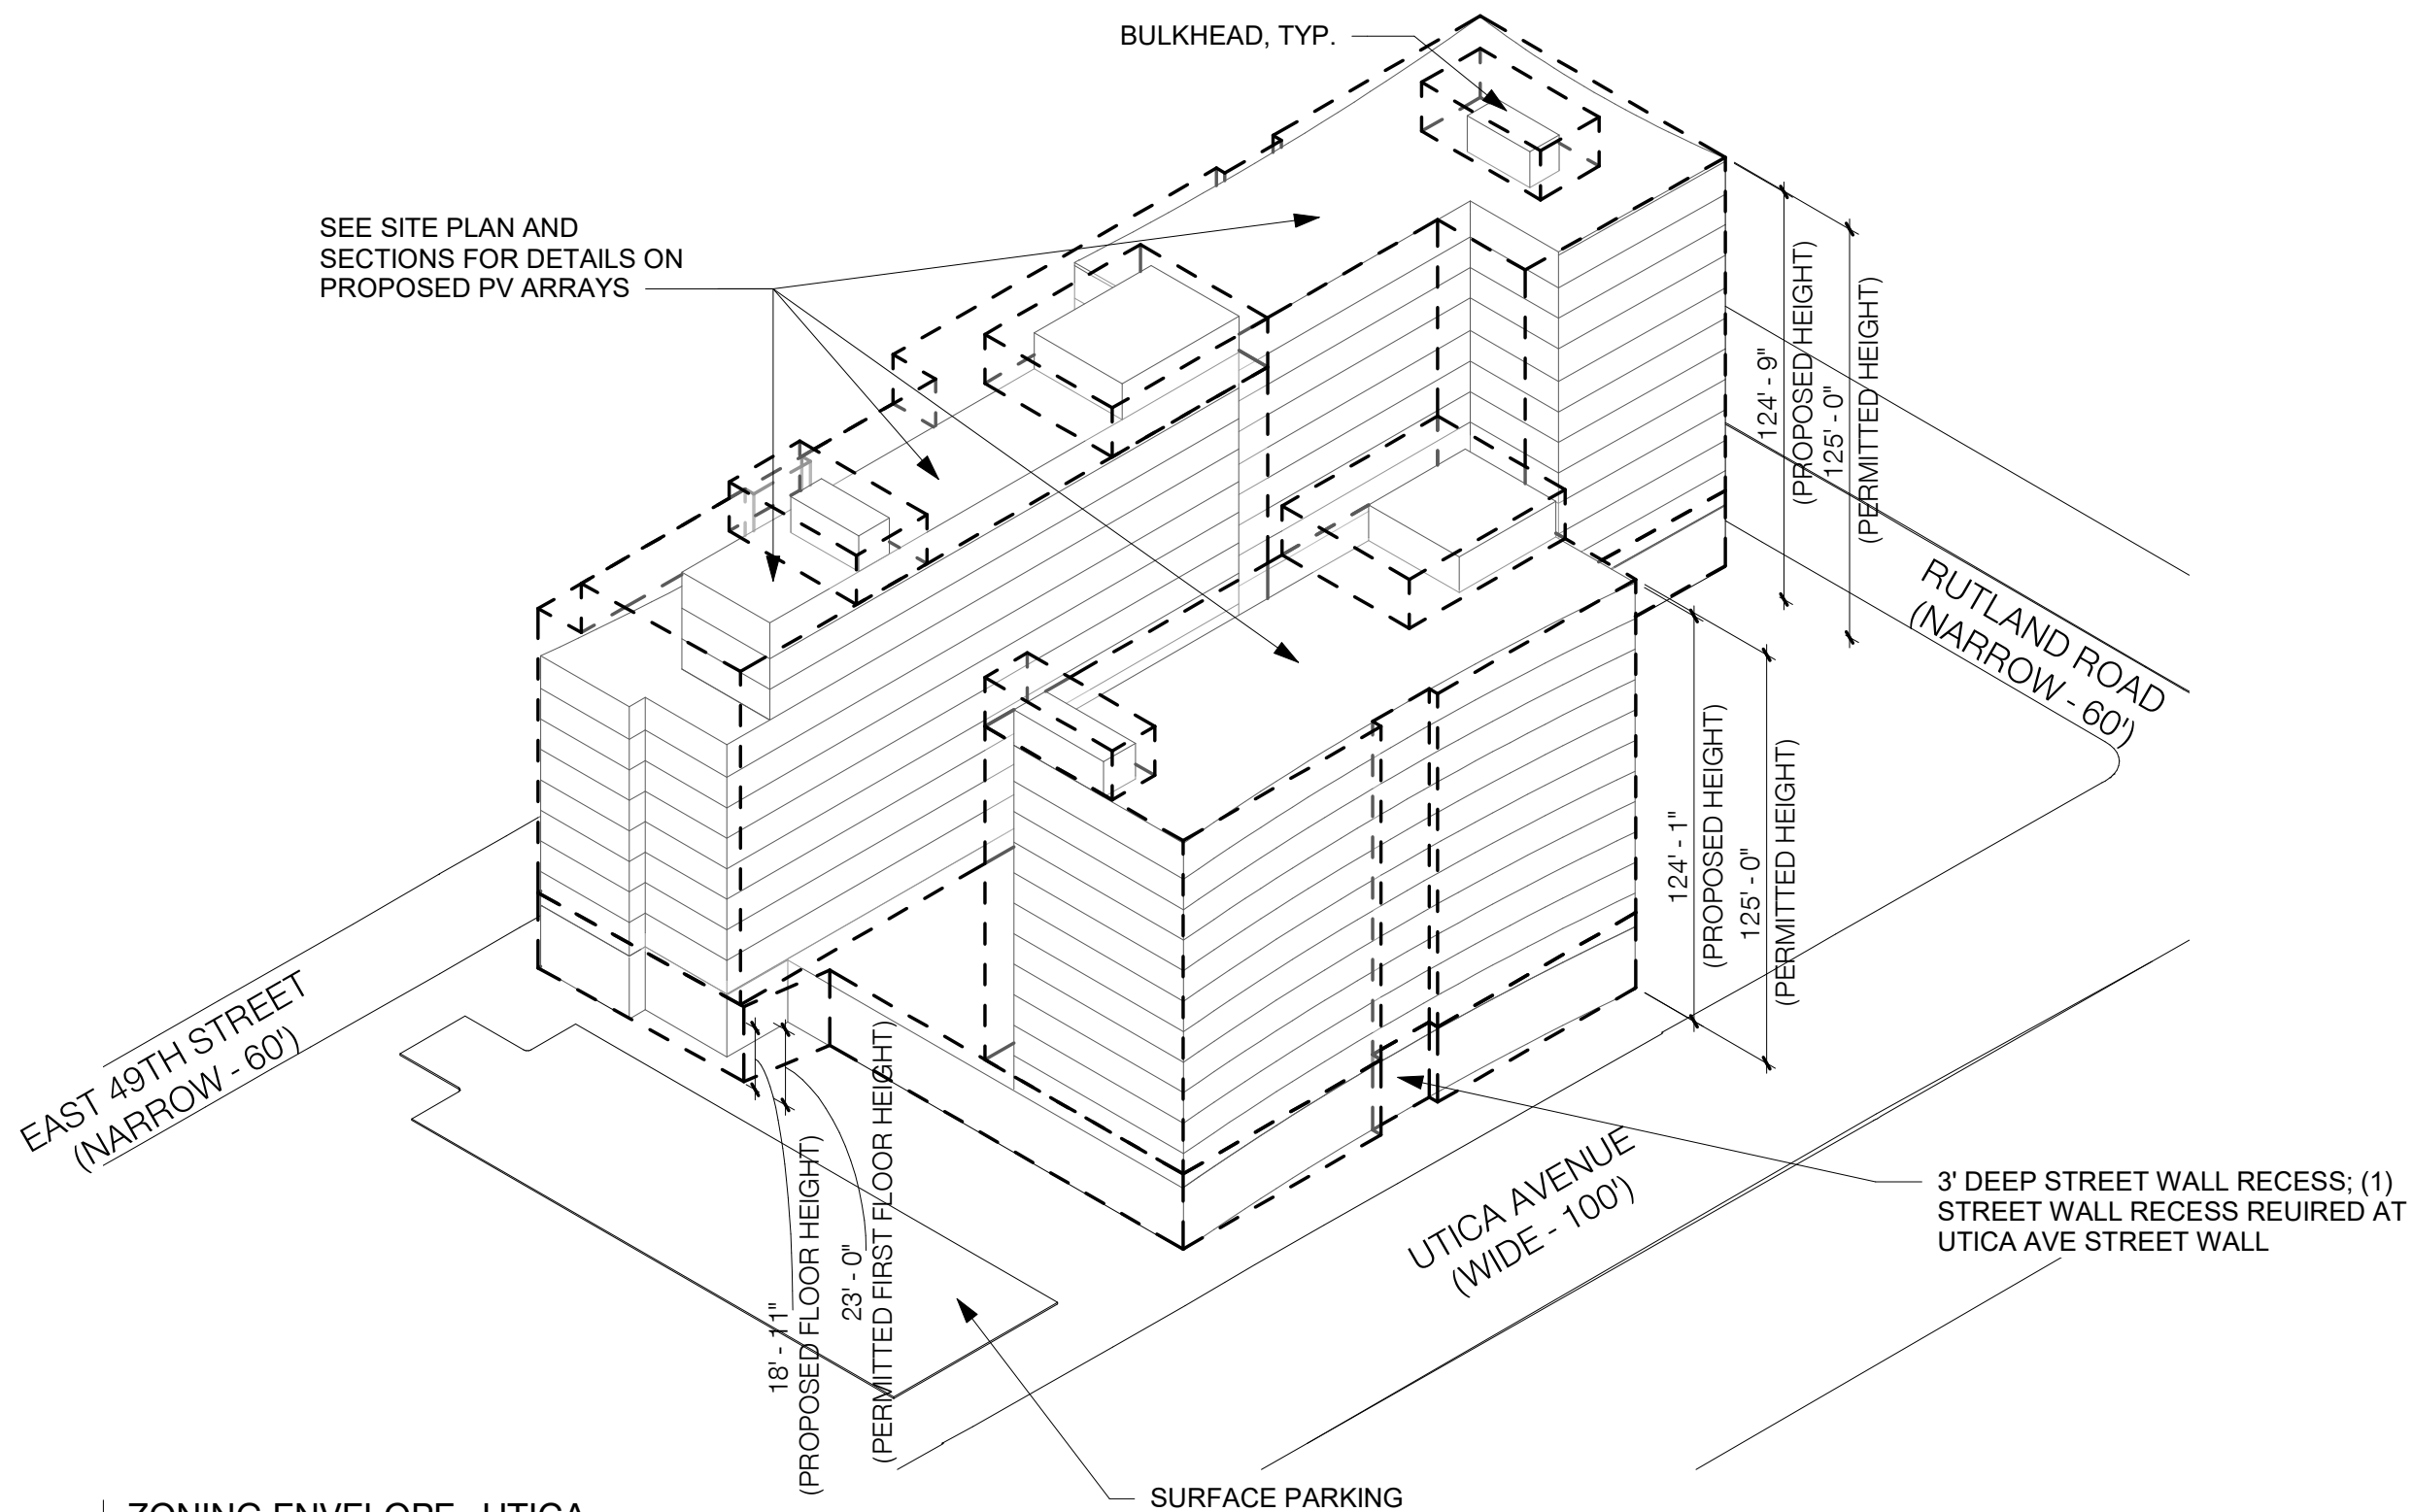 BULKHEAD, TYP.
SEE SITE PLAN AND
SECTIONS FOR DETAILS ON
PROPOSED PV ARRAYS
124' - 9"
(PROPOSED HEIGHT)
125' - 0"
(PERMITTED HEIGHT)
RUTLAND ROAD
(NARROW - 60')
124' - 1"
(PROPOSED HEIGHT)
125' - 0"
(PERMITTED HEIGHT)
EAST 49TH STREET
(NARROW - 60')
18' - 11"
(PROPOSED FLOOR HEIGHT)
23' - 0"
(PERMITTED FIRST FLOOR HEIGHT)
UTICA AVENUE
(WIDE - 100')
3' DEEP STREET WALL RECESS; (1)
STREET WALL RECESS REUIRED AT
UTICA AVE STREET WALL
SURFACE PARKING
ZONING ENVELOPE - UTICA